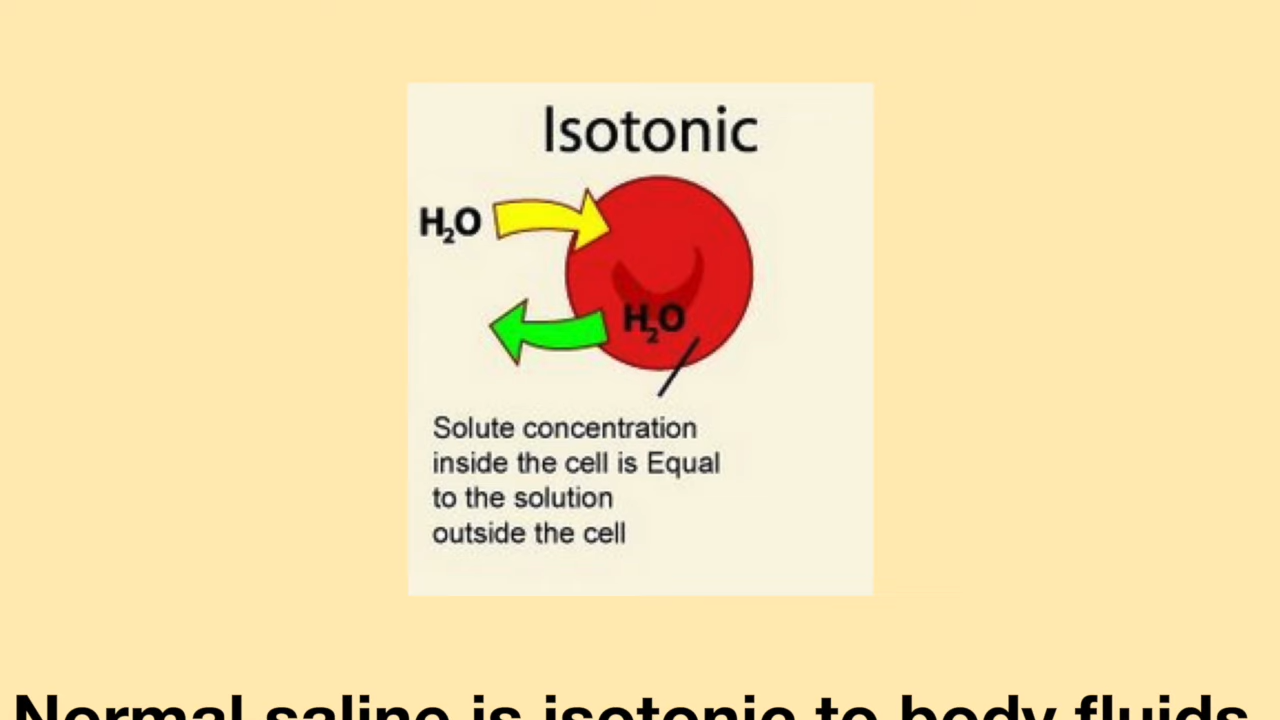 Isotonic
H₂O
H₂O
Solute concentration
inside the cell is Equal
to the solution
outside the cell
Normal saline is isotonic to body fluids